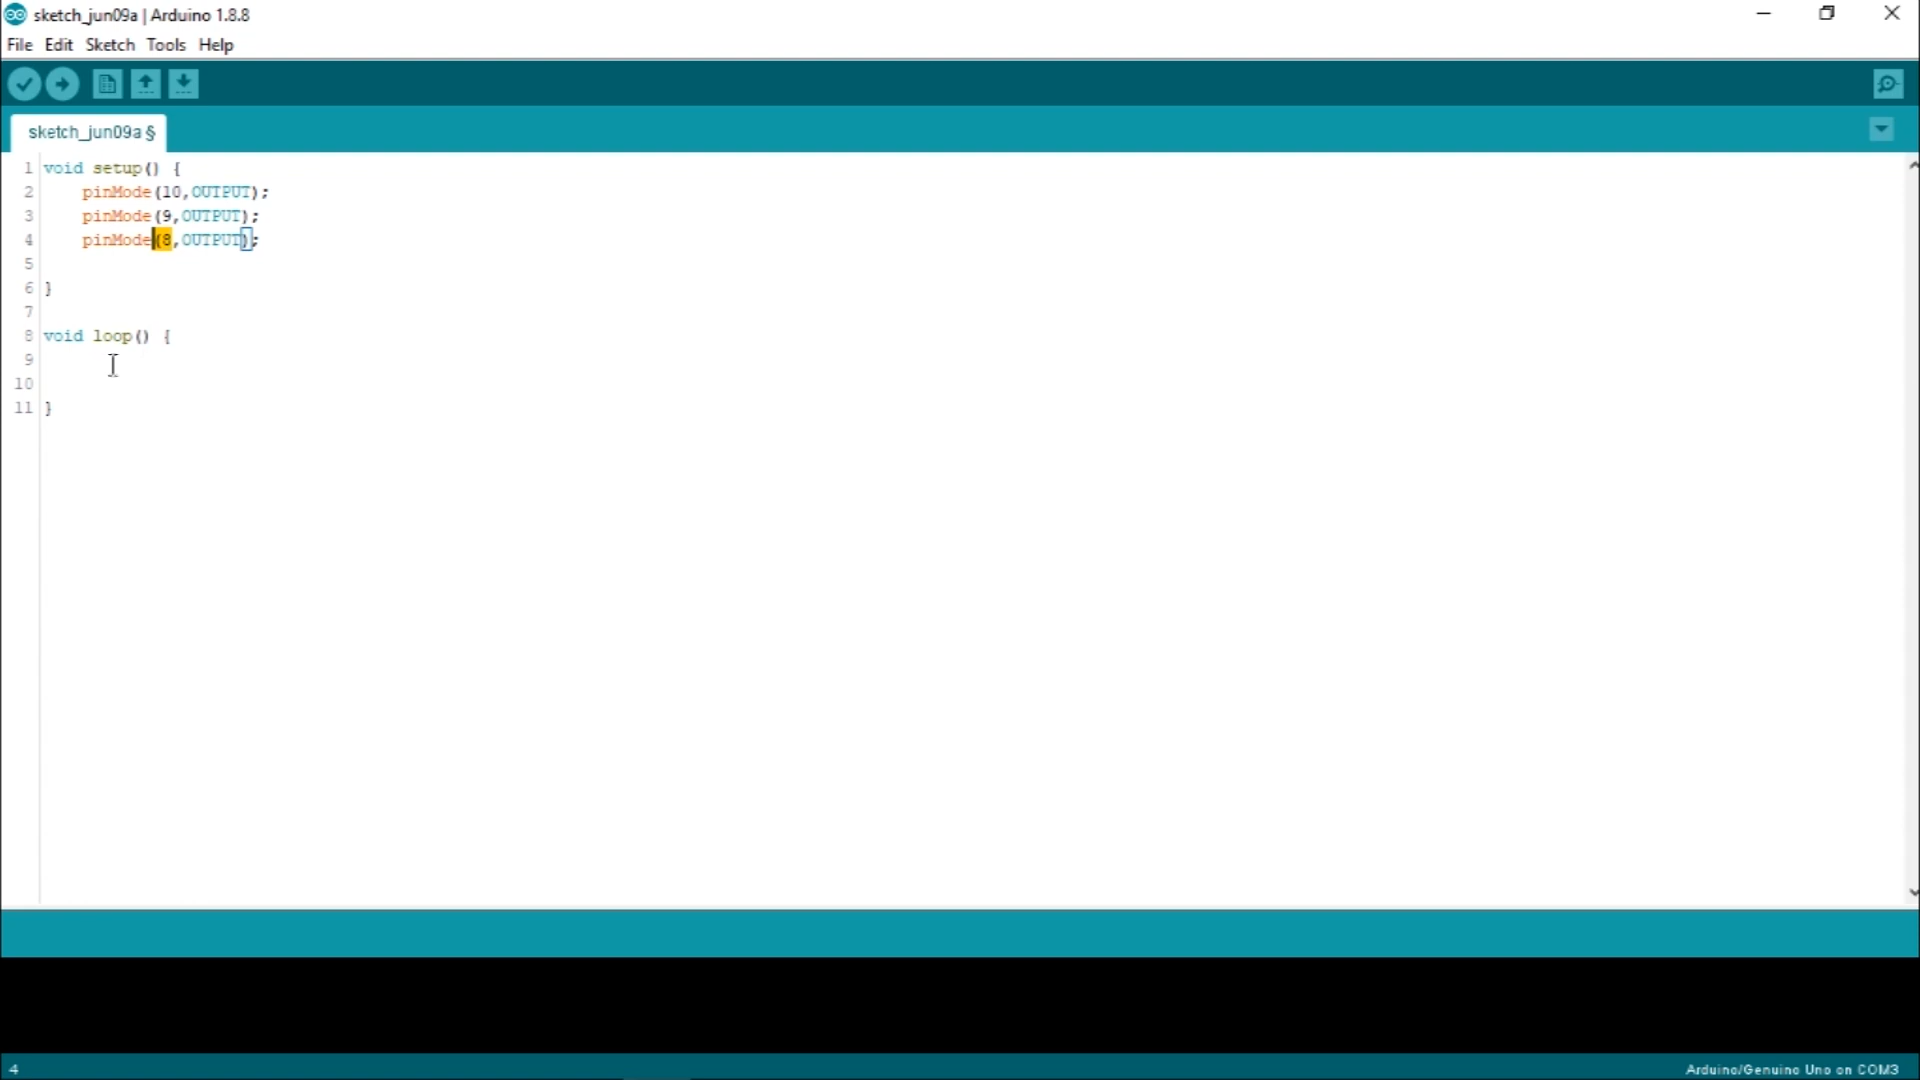 sketch_jun09a | Arduino 1.8.8
File Edit Sketch Tools Help
sketch_jun09a §
1 void setup() {
2 pinMode(10,OUTPUT);
3 pinMode(9,OUTPUT);
4 pinMode(8,OUTPUT);
5
6 }
7
8 void loop() {
9
10
11 }
4 Arduino/Genuino Uno on COM3